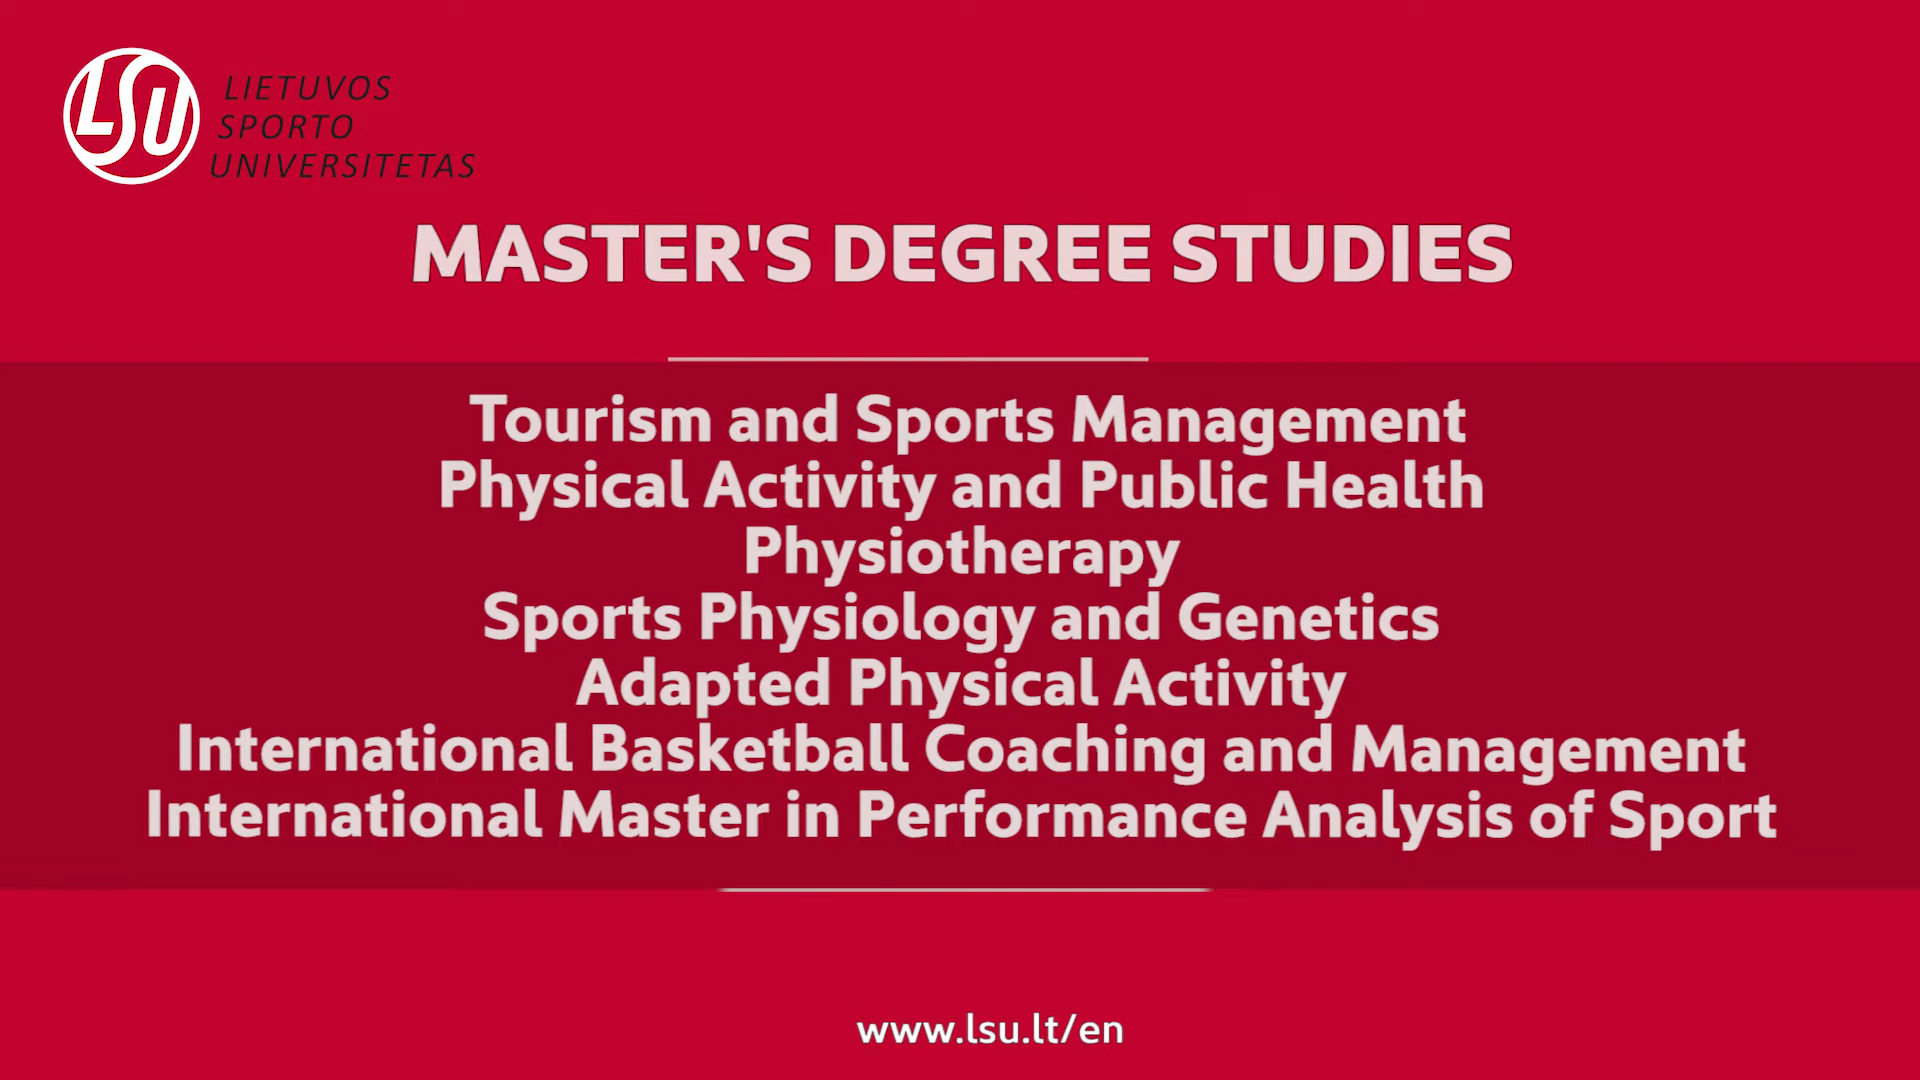 LSU
LIETUVOS
SPORTO
UNIVERSITETAS
MASTER'S DEGREE STUDIES
Tourism and Sports Management
Physical Activity and Public Health
Physiotherapy
Sports Physiology and Genetics
Adapted Physical Activity
International Basketball Coaching and Management
International Master in Performance Analysis of Sport
www.lsu.lt/en